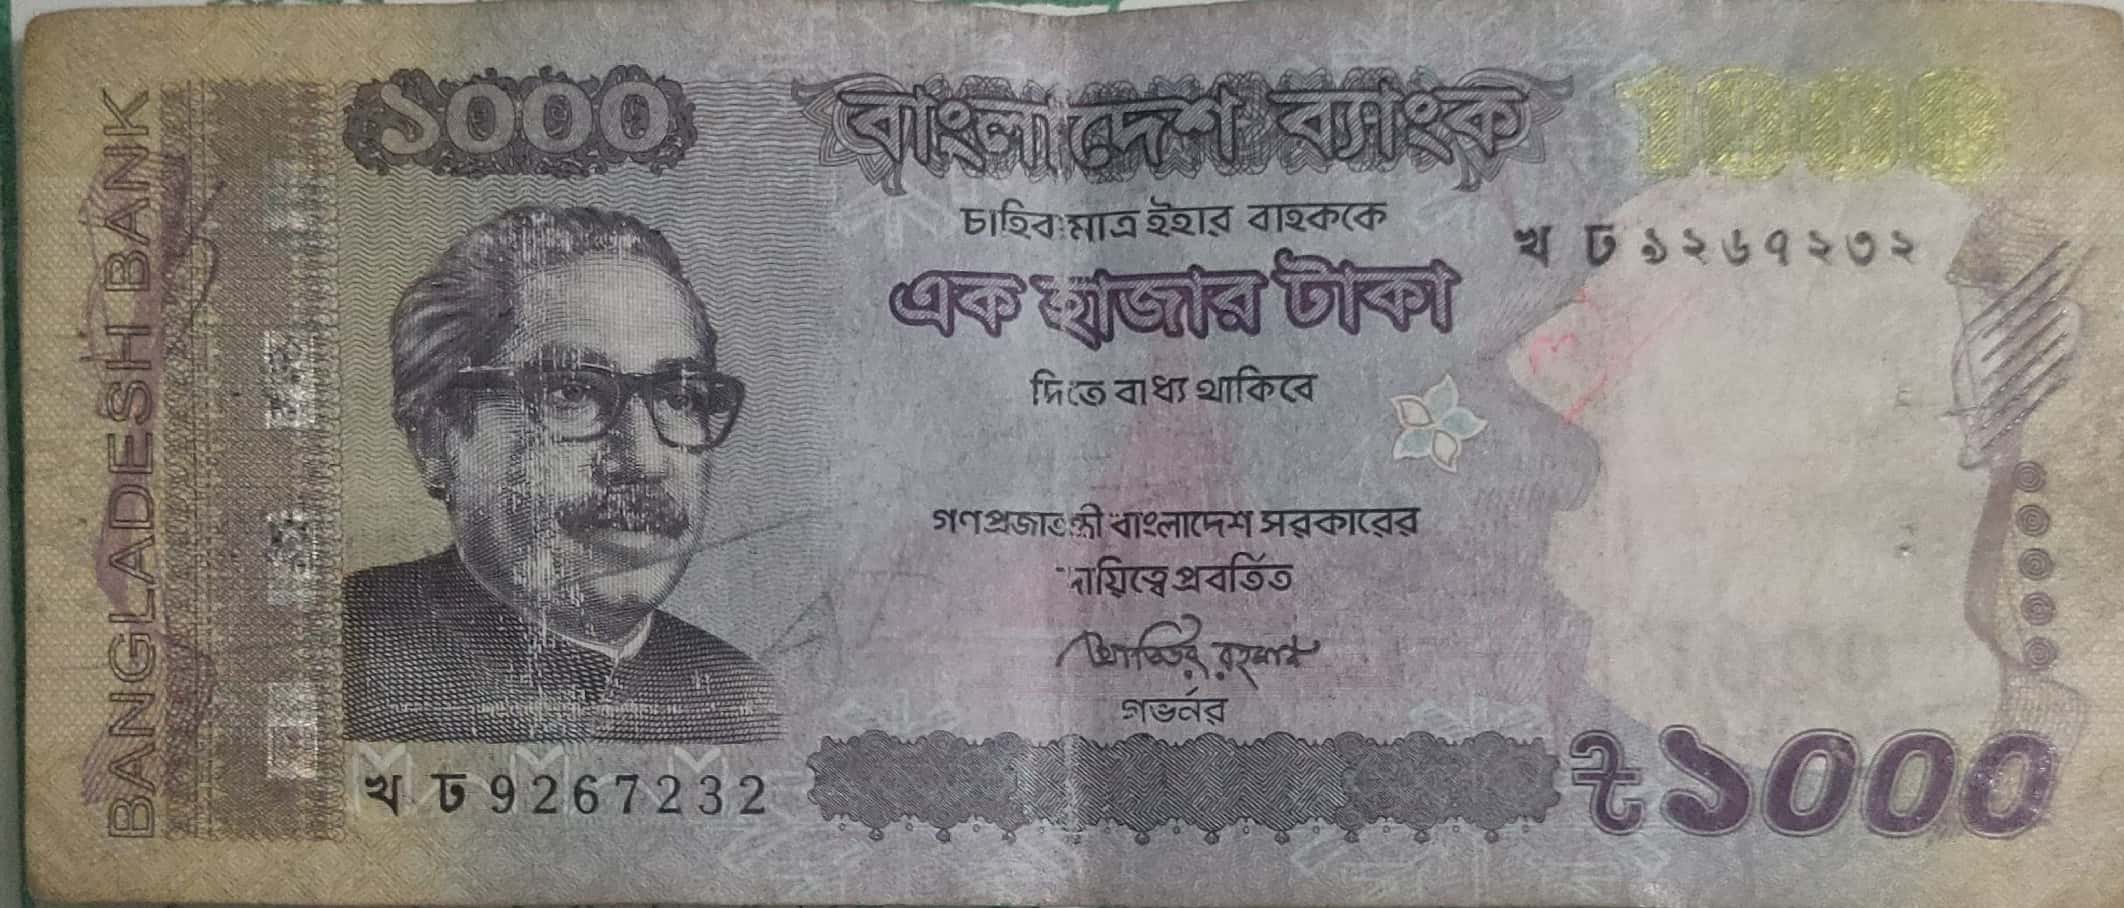 BANGLADESH BANK
১০০০
বাংলাদেশ ব্যাংক
1000
চাহিবামাত্র ইহার বাহককে
খ ঢ ৯২৬৭২৩২
এক হাজার টাকা
দিতে বাধ্য থাকিবে
গণপ্রজাতন্ত্রী বাংলাদেশ সরকারের
দায়িত্বে প্রবর্তিত
আতিউর রহমান
গভর্নর
খ ঢ 9267232
৳১০০০